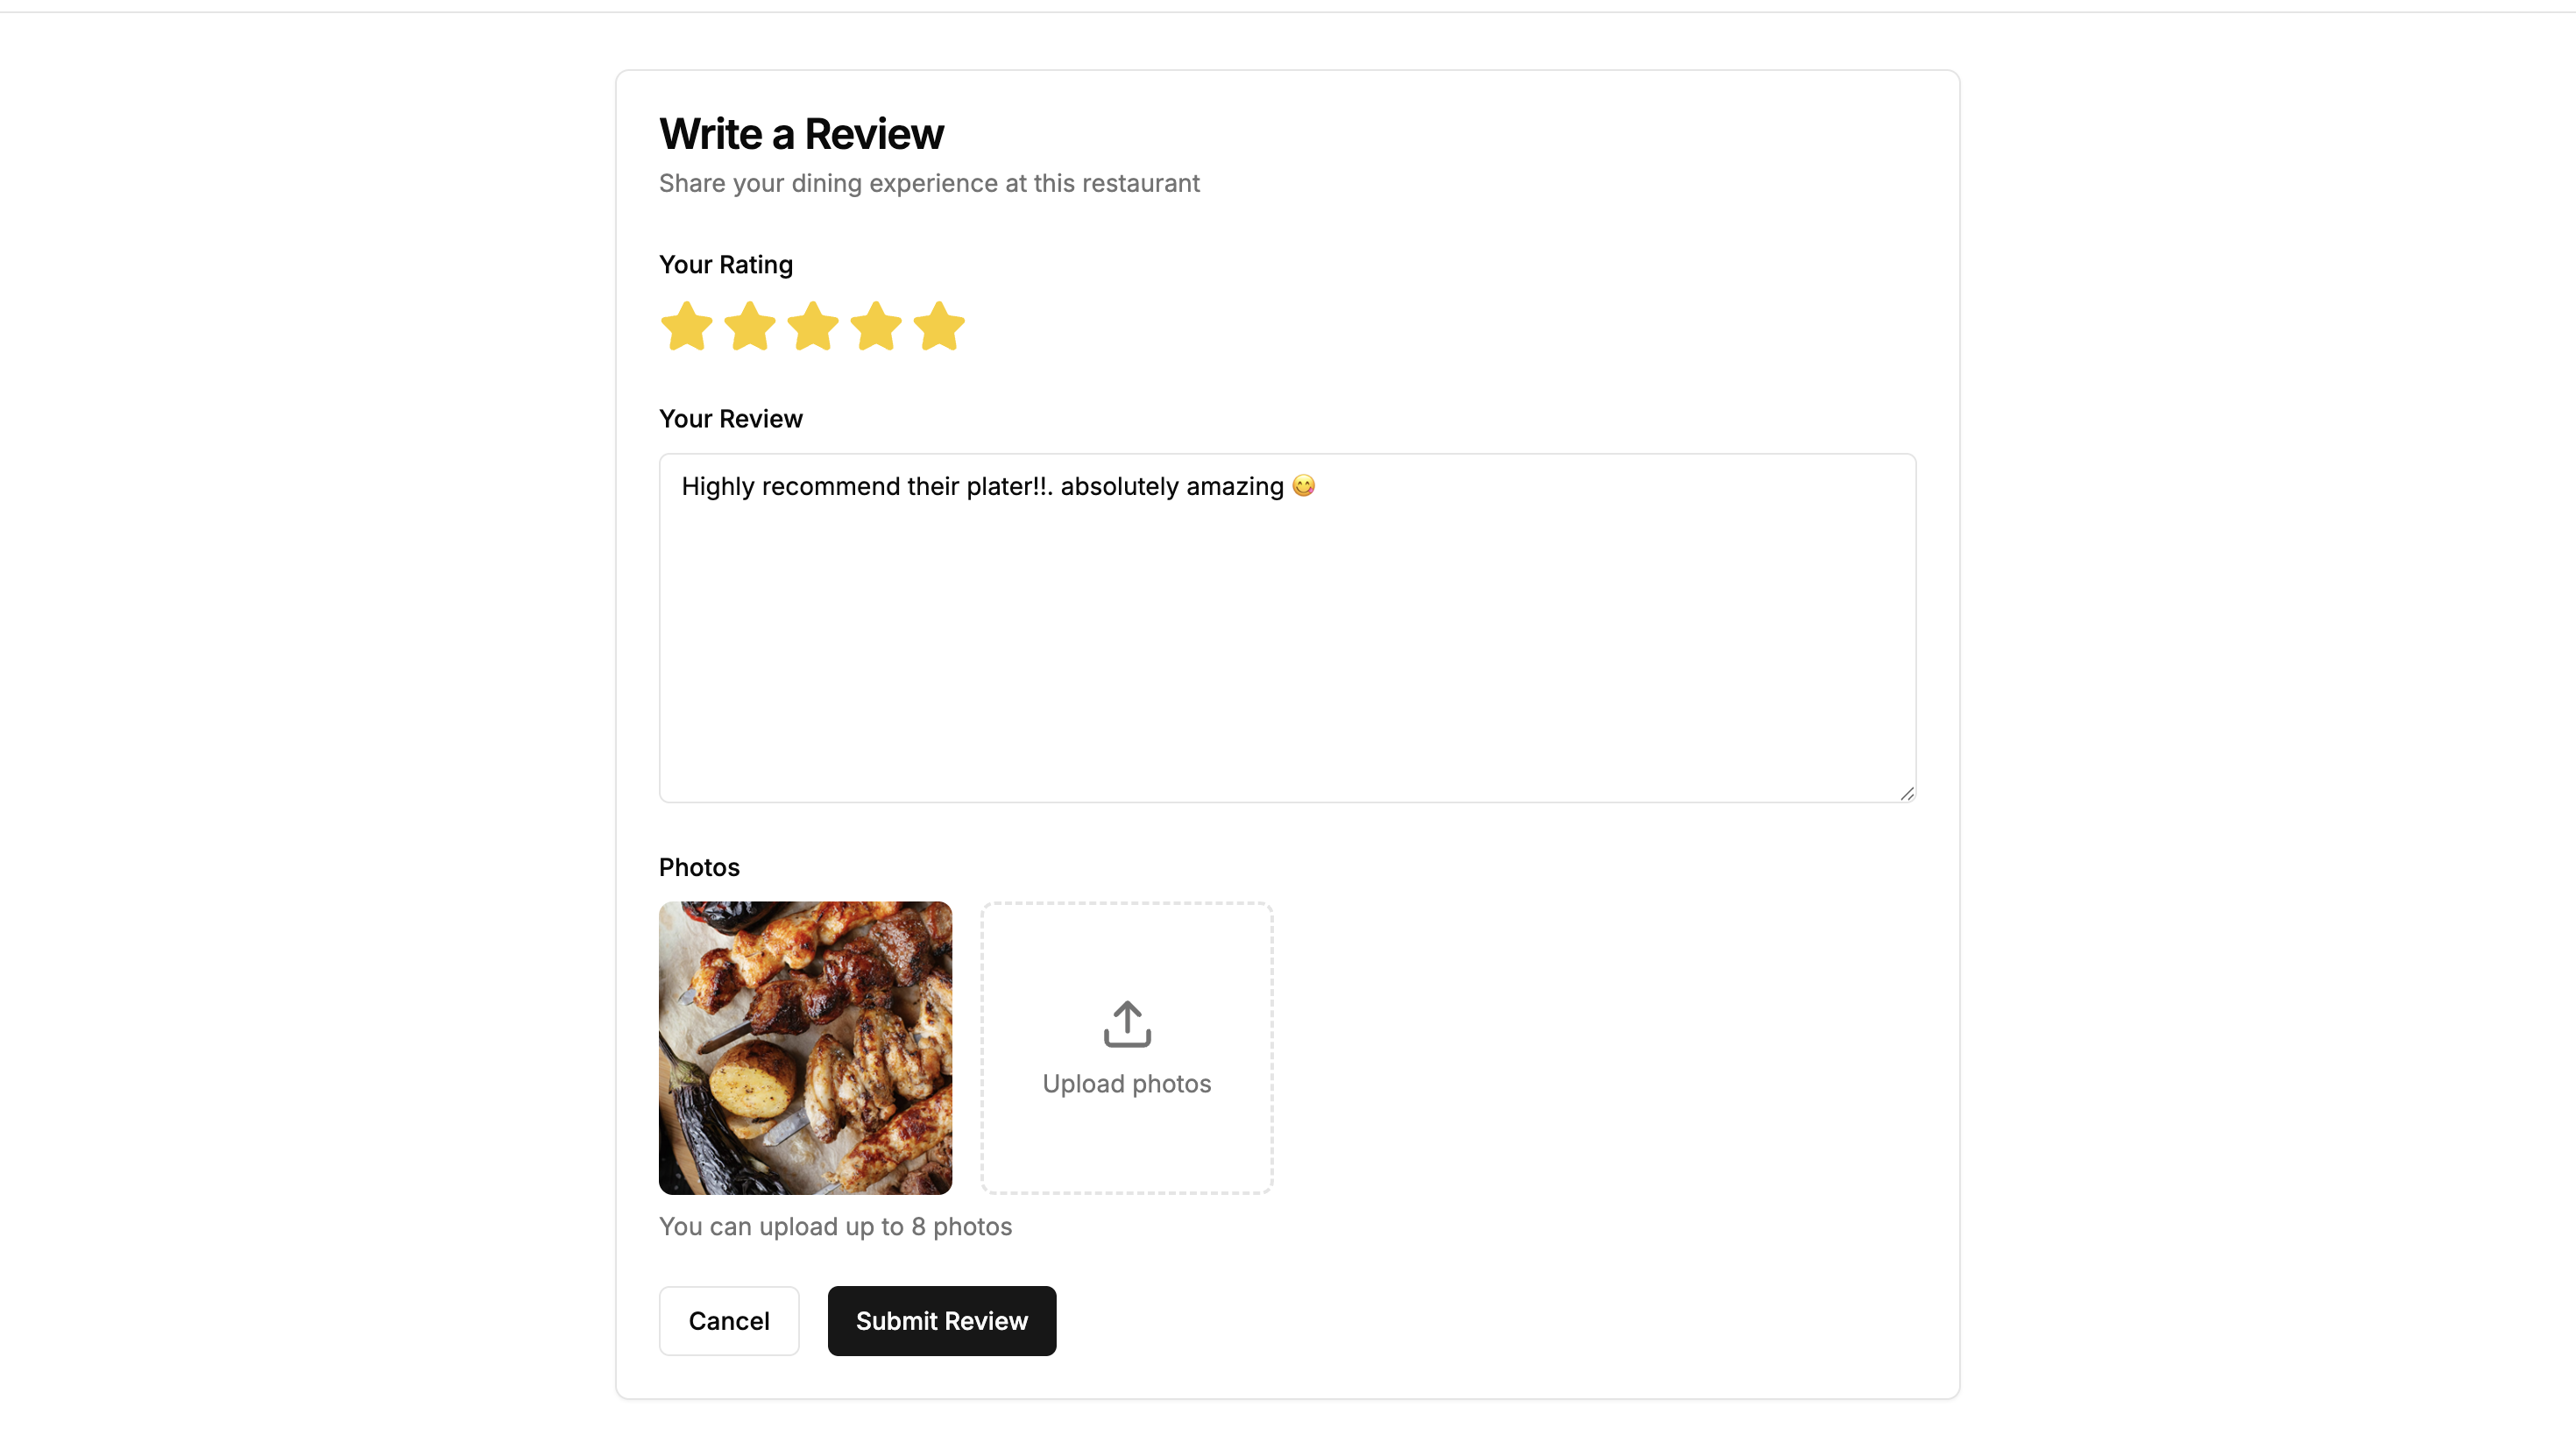 Write a Review
Share your dining experience at this restaurant
Your Rating
Your Review
Highly recommend their plater!!. absolutely amazing 😋
Photos
Upload photos
You can upload up to 8 photos
Cancel
Submit Review